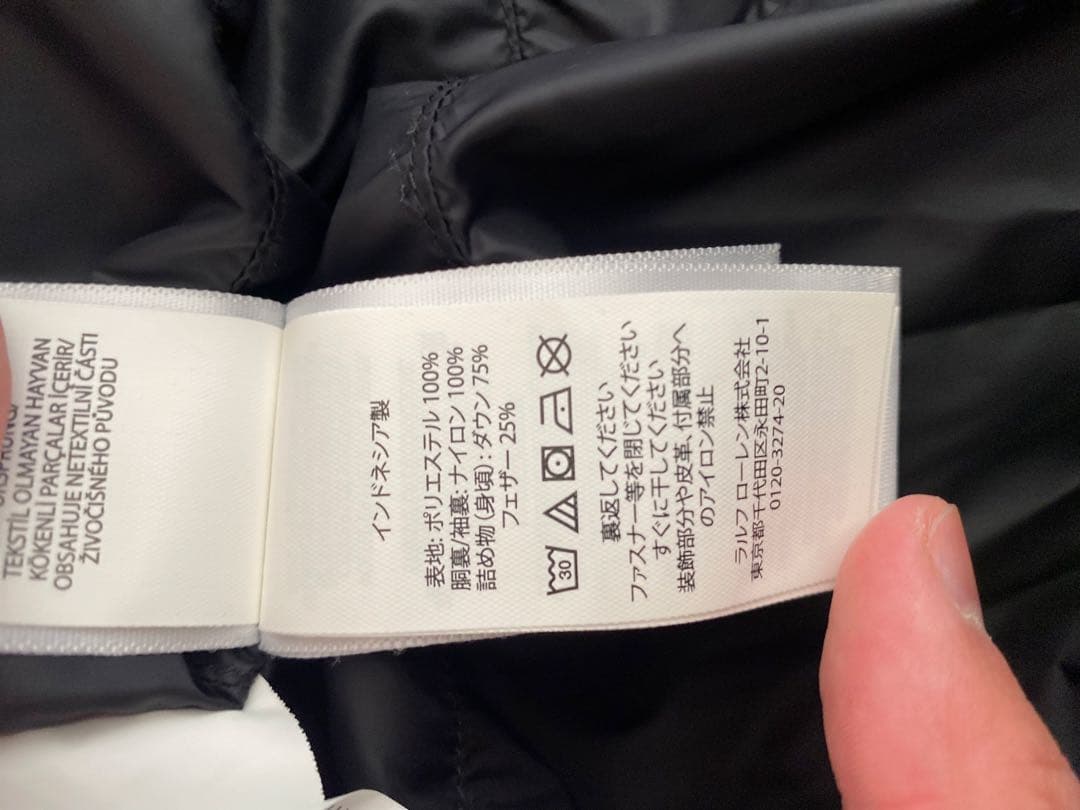 TEKSTİL OLMAYAN HAYVAN
KÖKENLİ PARÇALAR İÇERİR/
OBSAHUJE NETEXTILNÍ ČÁSTI
ŽIVOČIŠNÉHO PŮVODU
インドネシア製
表地: ポリエステル 100%
胴裏/袖裏: ナイロン 100%
詰め物 (身頃) : ダウン 75%
フェザー 25%
30
裏返してください
ファスナー等を閉じてください
すぐに干してください
装飾部分や皮革、付属部分へ
のアイロン禁止
ラルフ ローレン株式会社
東京都千代田区永田町2-10-1
0120-3274-20